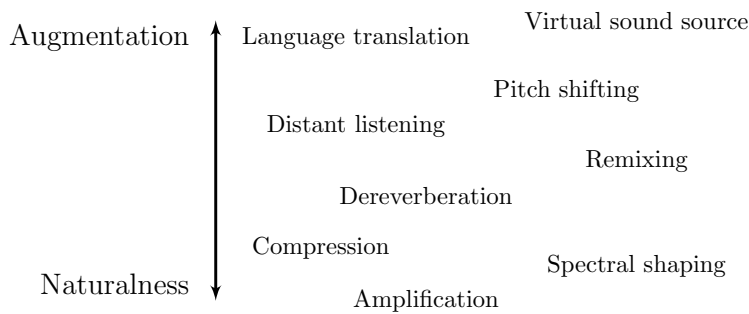 Virtual sound source
Augmentation
Language translation
Pitch shifting
Distant listening
Remixing
Dereverberation
Compression
Spectral shaping
Naturalness
Amplification